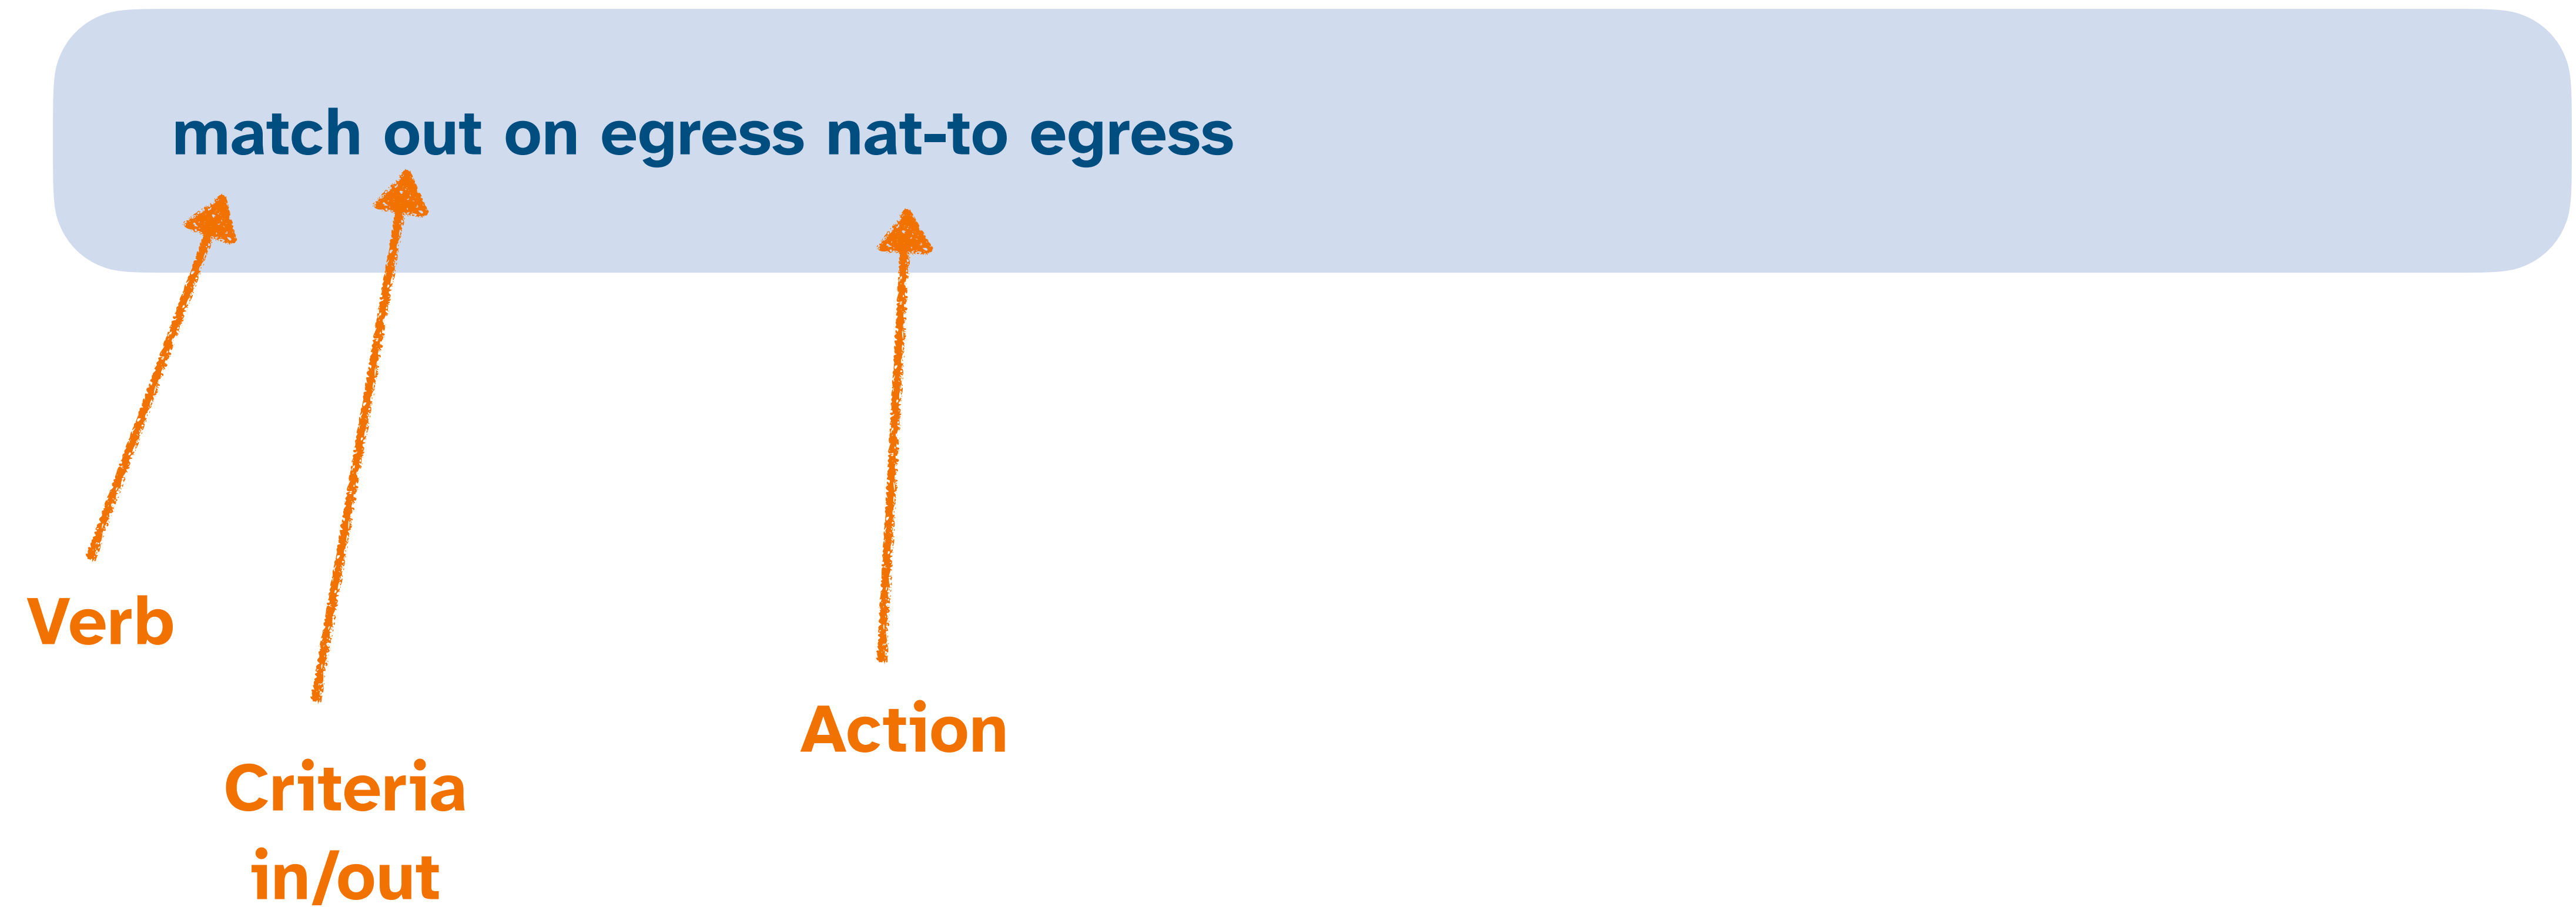 match out on egress nat-to egress
Verb
Criteria
in/out
Action